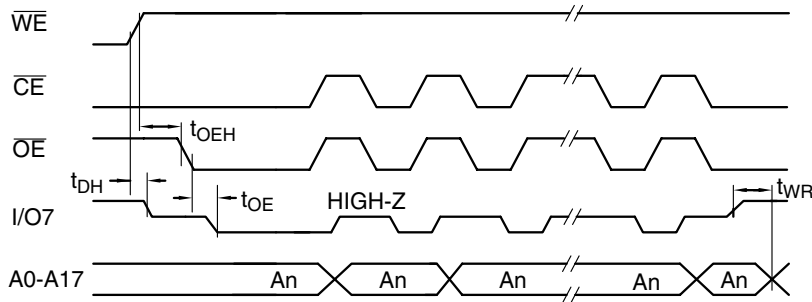 WE
CE
OE
tOEH
tDH
tOE
HIGH-Z
tWR
I/O7
A0-A17
An An An An An